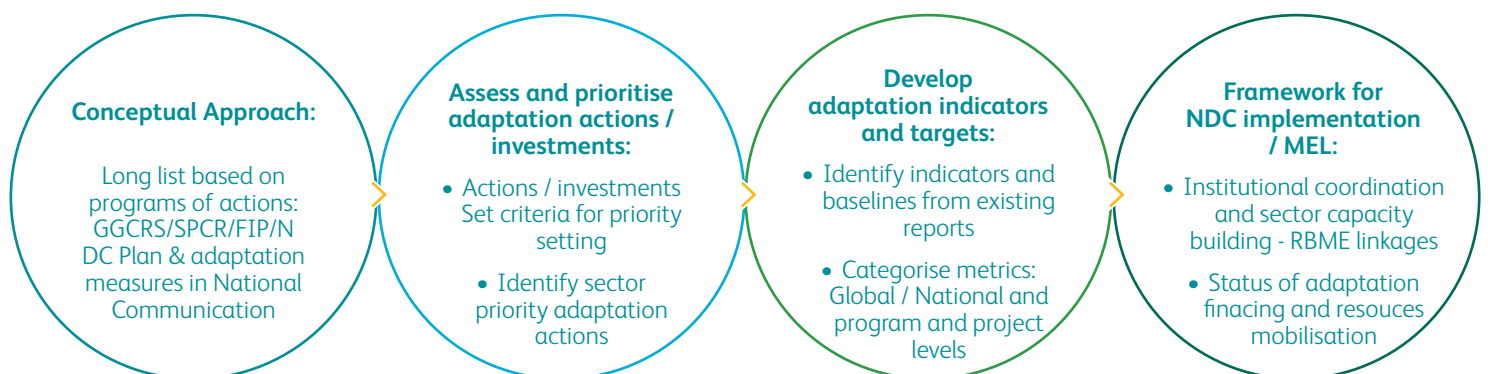 Conceptual Approach:
Long list based on
programs of actions:
GGCRS/SPCR/FIP/N
DC Plan & adaptation
measures in National
Communication
Assess and prioritise
adaptation actions /
investments:
• Actions / investments
Set criteria for priority
setting
• Identify sector
priority adaptation
actions
Develop
adaptation indicators
and targets:
• Identify indicators and
baselines from existing
reports
• Categorise metrics:
Global / National and
program and project
levels
Framework for
NDC implementation
/ MEL:
• Institutional coordination
and sector capacity
building - RBME linkages
• Status of adaptation
finacing and resouces
mobilisation